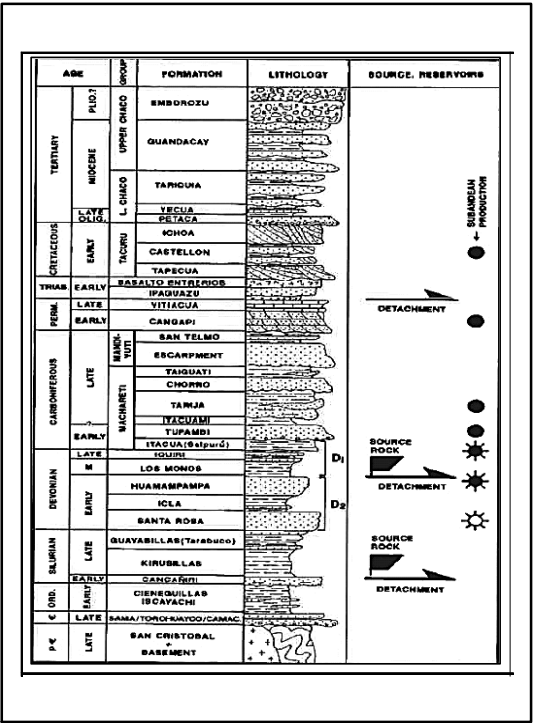 AGE GROUP FORMATION LITHOLOGY SOURCE, RESERVOIRS
TERTIARY
PLIO.?
MIOCENE
LATE
OLIG.
UPPER CHACO
L. CHACO
EMBOROZU
GUANDACAY
TARIQUIA
YECUA
PETACA
SUBANDEAN
PRODUCTION
CRETACEOUS
EARLY
TACURU
ICHOA
CASTELLON
TAPECUA
TRIAS. EARLY
BASALTO ENTRERIOS
IPAGUAZU
DETACHMENT
PERM.
LATE VITIACUA
EARLY CANGAPI
CARBONIFEROUS
LATE
?
EARLY
MANDI-
YUTI
MACHARETI
SAN TELMO
ESCARPMENT
TAIGUATI
CHORRO
TARIJA
ITACUAMI
TUPAMBI
ITACUA(Saipurú)
DEVONIAN
LATE IQUIRI
M LOS MONOS
EARLY
HUAMAMPAMPA
ICLA
SANTA ROSA
D1
D2
SOURCE
ROCK
DETACHMENT
SILURIAN
LATE
EARLY
GUAYABILLAS(Tarabuco)
KIRUSILLAS
CANCAÑIRI
SOURCE
ROCK
DETACHMENT
ORD.
EARLY
CIENEGUILLAS
ISCAYACHI
€ LATE SAMA/TOROHUAYCO/CAMAC.
P€
LATE
SAN CRISTOBAL
+
BASEMENT